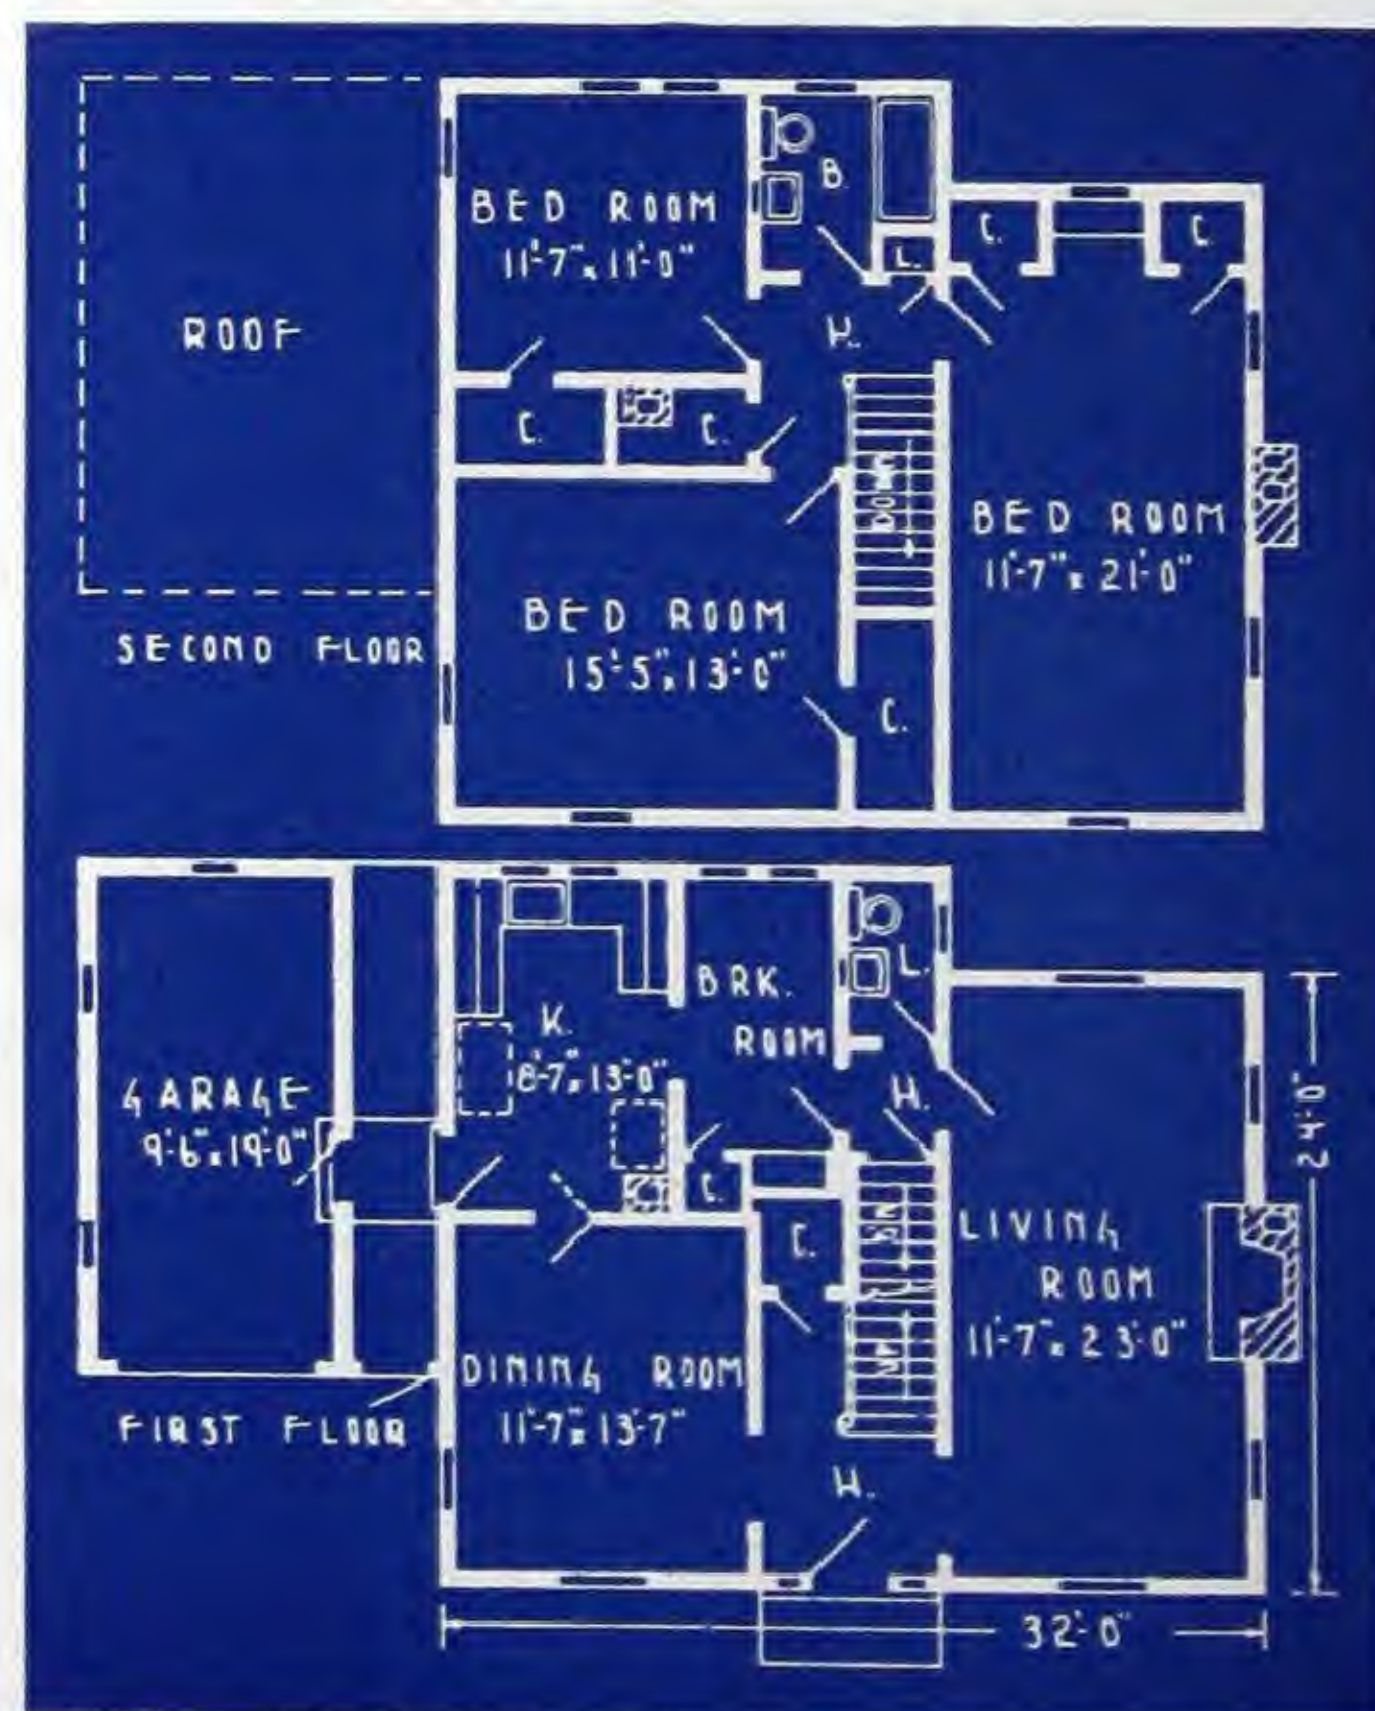 BED ROOM
11'-7" x 11'-0"
B.
L.
C.
C.
ROOF
H.
C.
C.
DOWN
BED ROOM
11'-7" x 21'-0"
BED ROOM
15'-5" x 13'-0"
SECOND FLOOR
C.
BRK.
ROOM
L.
K.
8'-7" x 13'-0"
H.
GARAGE
9'-6" x 19'-0"
24'-0"
C.
C.
LIVING
ROOM
11'-7" x 23'-0"
DINING ROOM
11'-7" x 13'-7"
FIRST FLOOR
H.
32'-0"